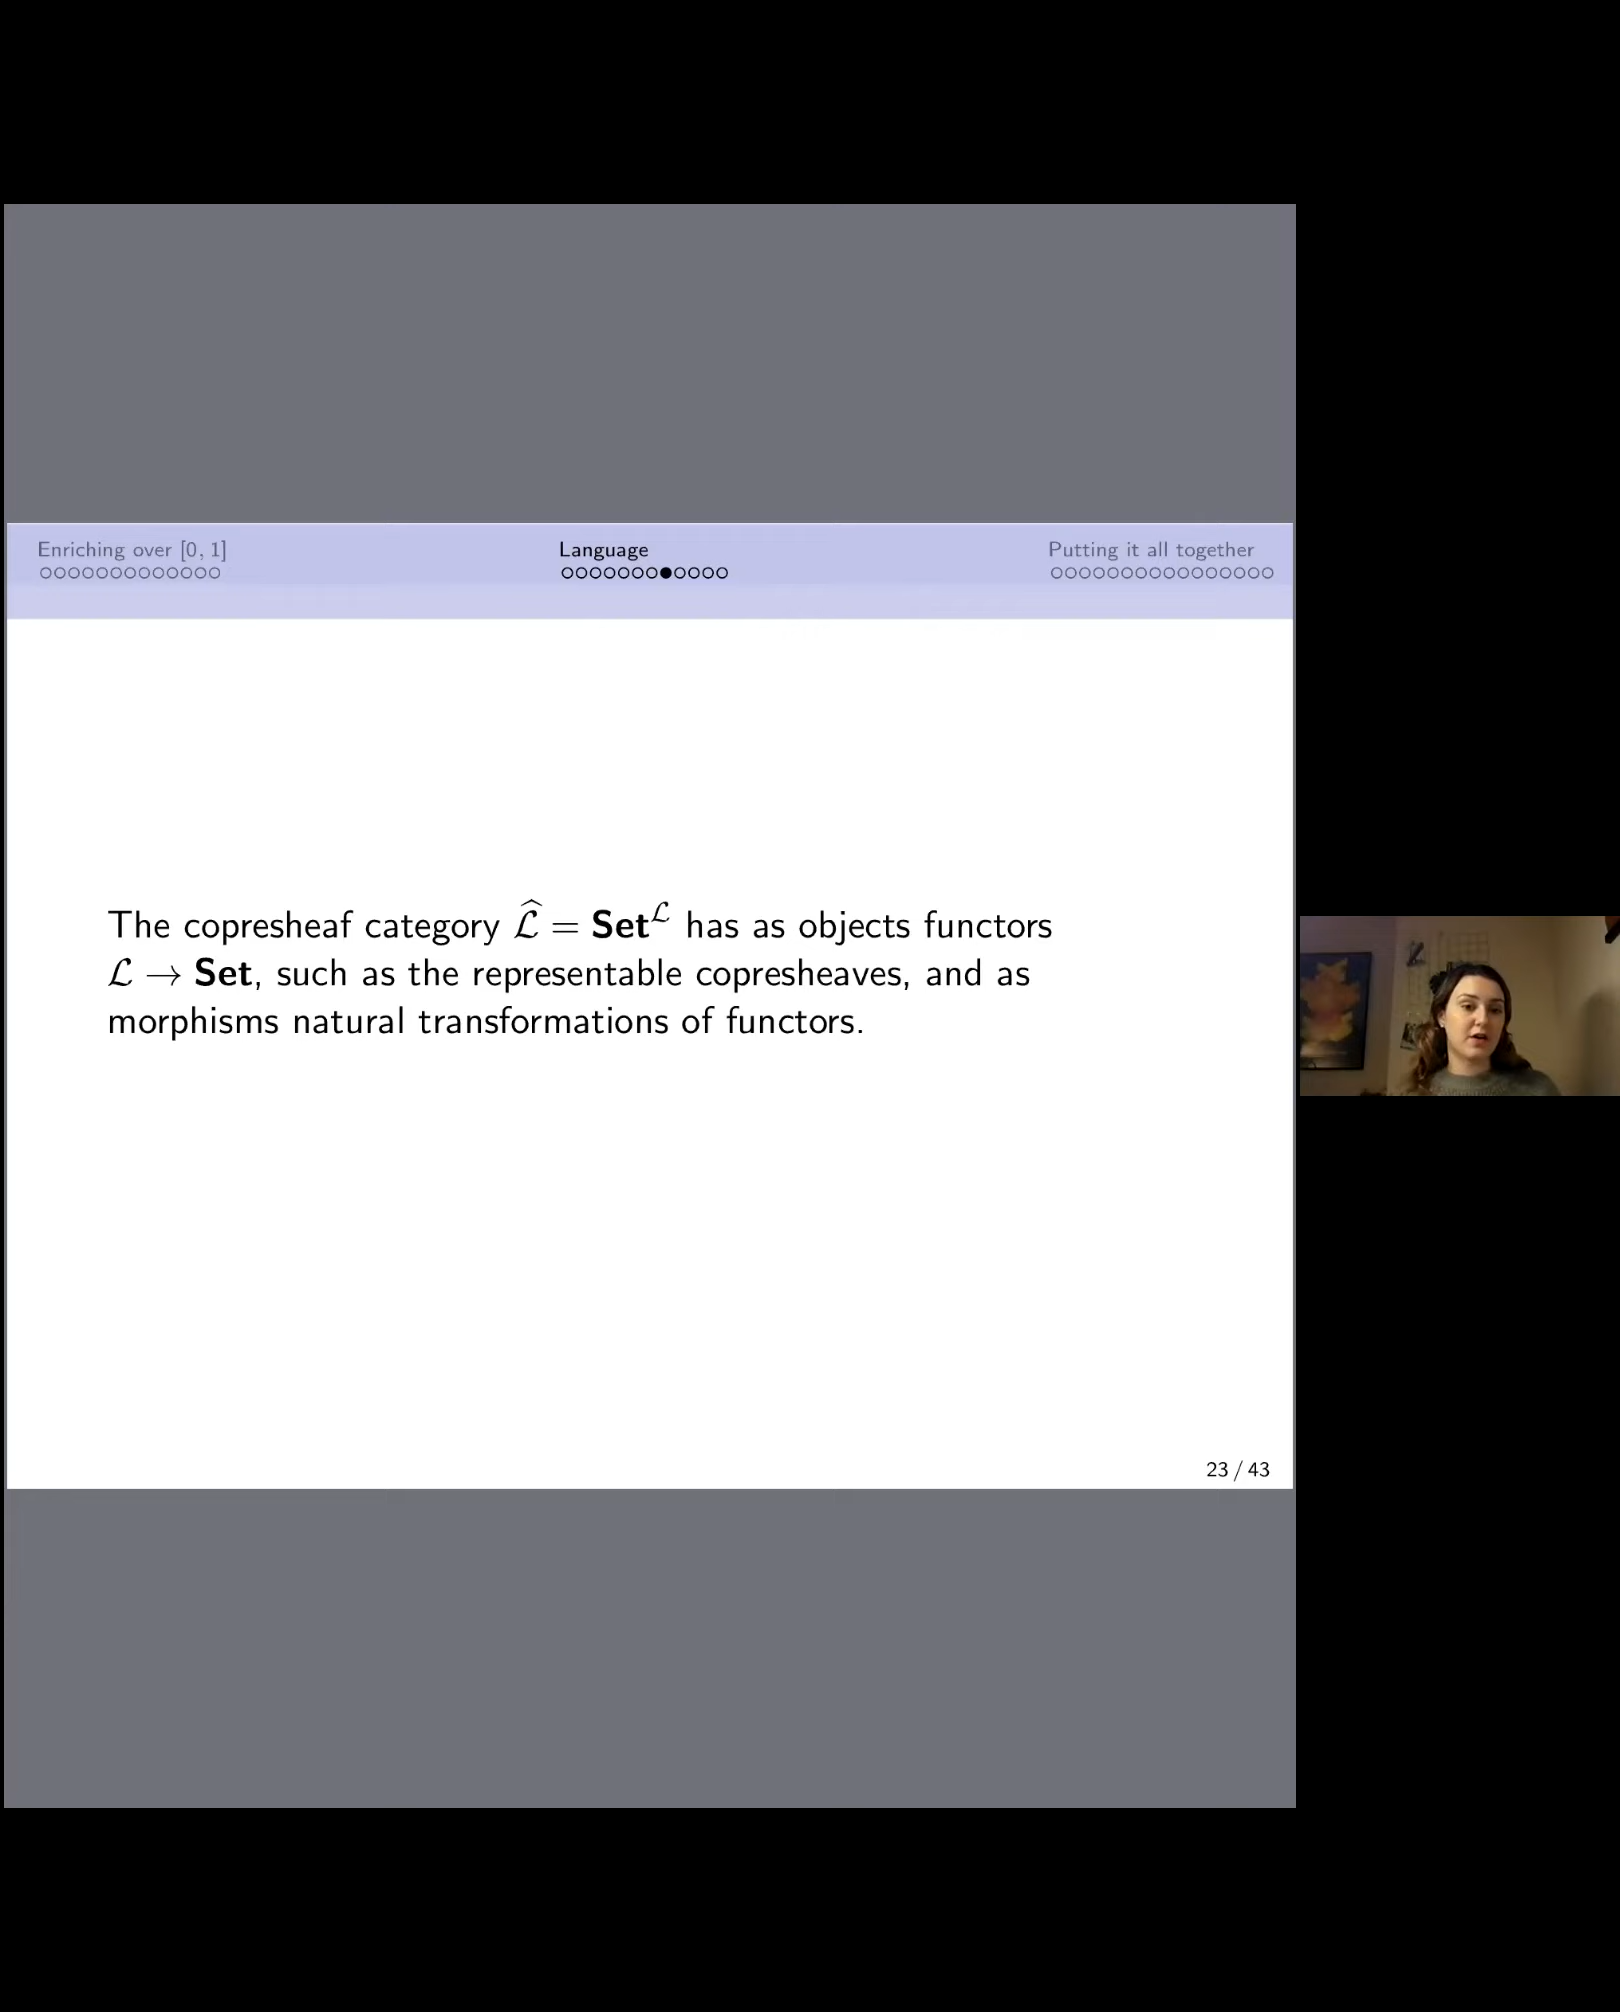 Enriching over [0, 1]
Language
Putting it all together
The copresheaf category \(\widehat{\mathcal{L}} = \mathbf{Set}^{\mathcal{L}}\) has as objects functors
\(\mathcal{L} \to \mathbf{Set}\), such as the representable copresheaves, and as
morphisms natural transformations of functors.
23 / 43